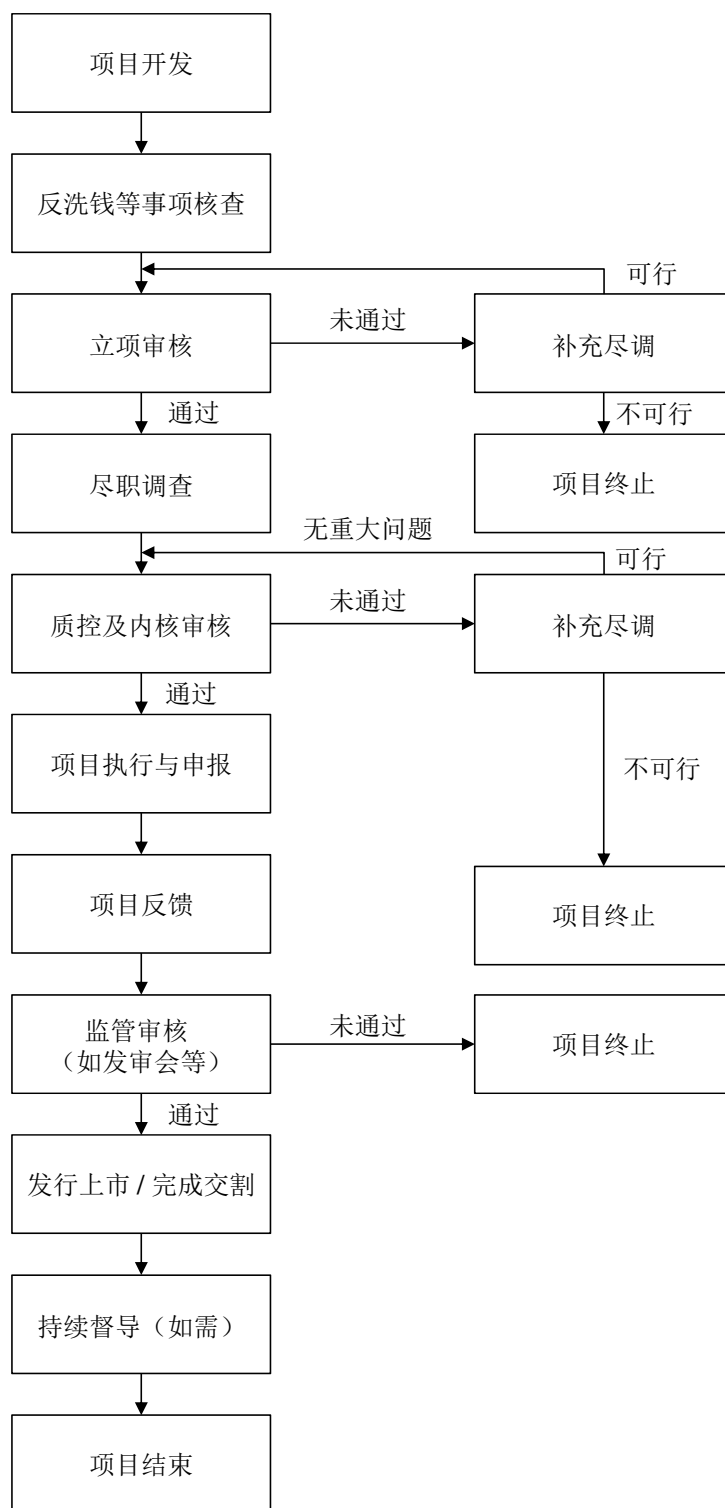 项目开发
反洗钱等事项核查
可行
立项审核
未通过
补充尽调
通过
不可行
尽职调查
项目终止
无重大问题
可行
质控及内核审核
未通过
补充尽调
通过
项目执行与申报
不可行
项目反馈
项目终止
监管审核
（如发审会等）
未通过
项目终止
通过
发行上市 / 完成交割
持续督导（如需）
项目结束